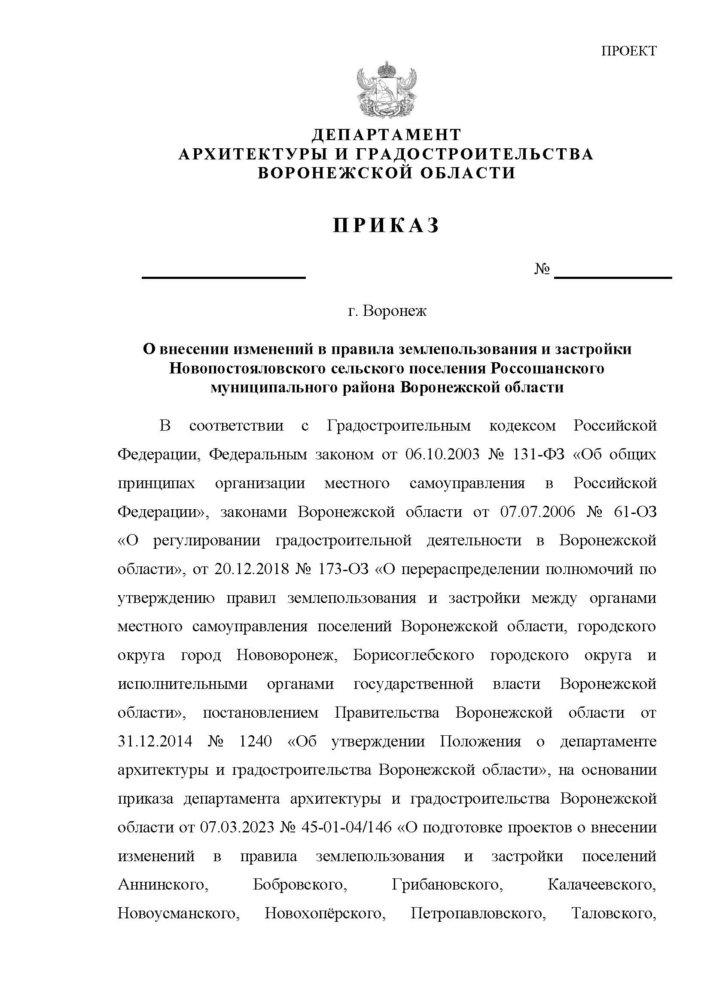 ПРОЕКТ
ДЕПАРТАМЕНТ
АРХИТЕКТУРЫ И ГРАДОСТРОИТЕЛЬСТВА
ВОРОНЕЖСКОЙ ОБЛАСТИ
ПРИКАЗ
№
г. Воронеж
О внесении изменений в правила землепользования и застройки
Новопостояловского сельского поселения Россошанского
муниципального района Воронежской области
В соответствии с Градостроительным кодексом Российской
Федерации, Федеральным законом от 06.10.2003 № 131-ФЗ «Об общих
принципах организации местного самоуправления в Российской
Федерации», законами Воронежской области от 07.07.2006 № 61-ОЗ
«О регулировании градостроительной деятельности в Воронежской
области», от 20.12.2018 № 173-ОЗ «О перераспределении полномочий по
утверждению правил землепользования и застройки между органами
местного самоуправления поселений Воронежской области, городского
округа город Нововоронеж, Борисоглебского городского округа и
исполнительными органами государственной власти Воронежской
области», постановлением Правительства Воронежской области от
31.12.2014 № 1240 «Об утверждении Положения о департаменте
архитектуры и градостроительства Воронежской области», на основании
приказа департамента архитектуры и градостроительства Воронежской
области от 07.03.2023 № 45-01-04/146 «О подготовке проектов о внесении
изменений в правила землепользования и застройки поселений
Аннинского, Бобровского, Грибановского, Калачеевского,
Новоусманского, Новохопёрского, Петропавловского, Таловского,